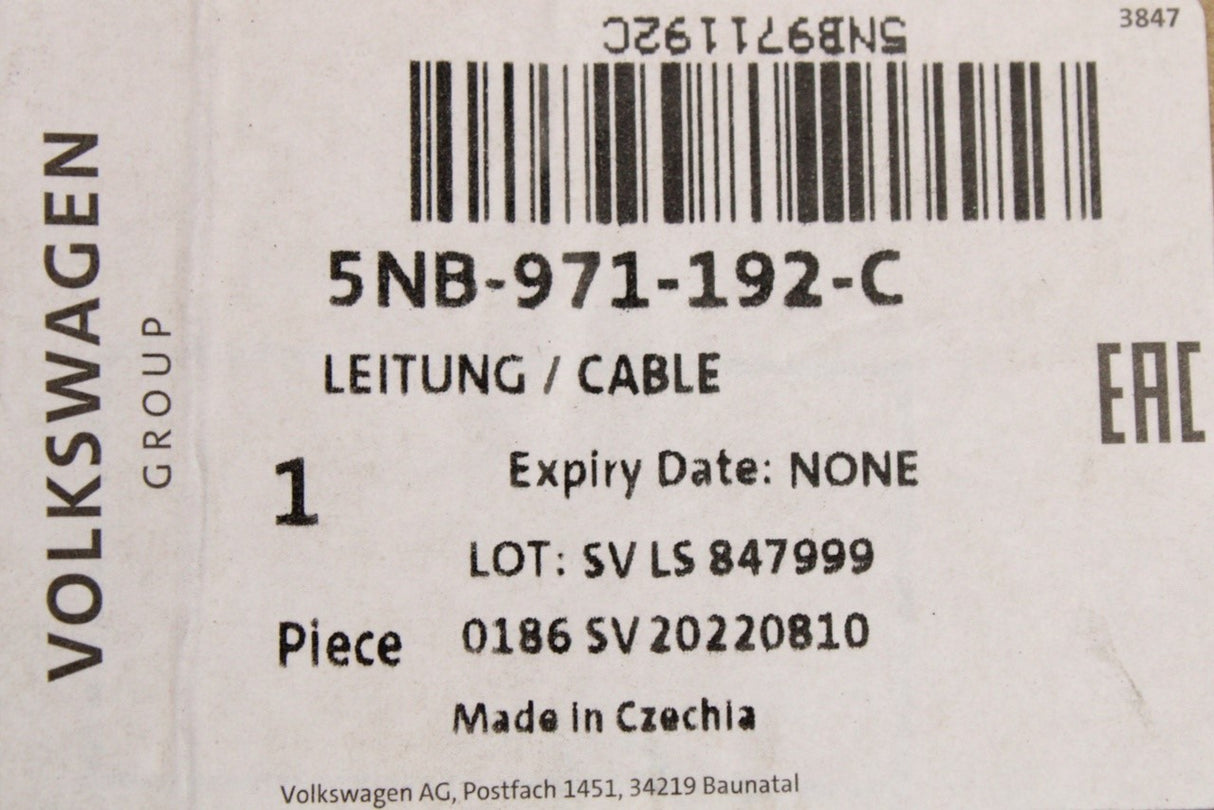 3847
5NB971192C
5NB-971-192-C
LEITUNG / CABLE
EAC
1
Expiry Date: NONE
LOT: SV LS 847999
Piece
0186 SV 20220810
Made in Czechia
Volkswagen AG, Postfach 1451, 34219 Baunatal
VOLKSWAGEN
GROUP